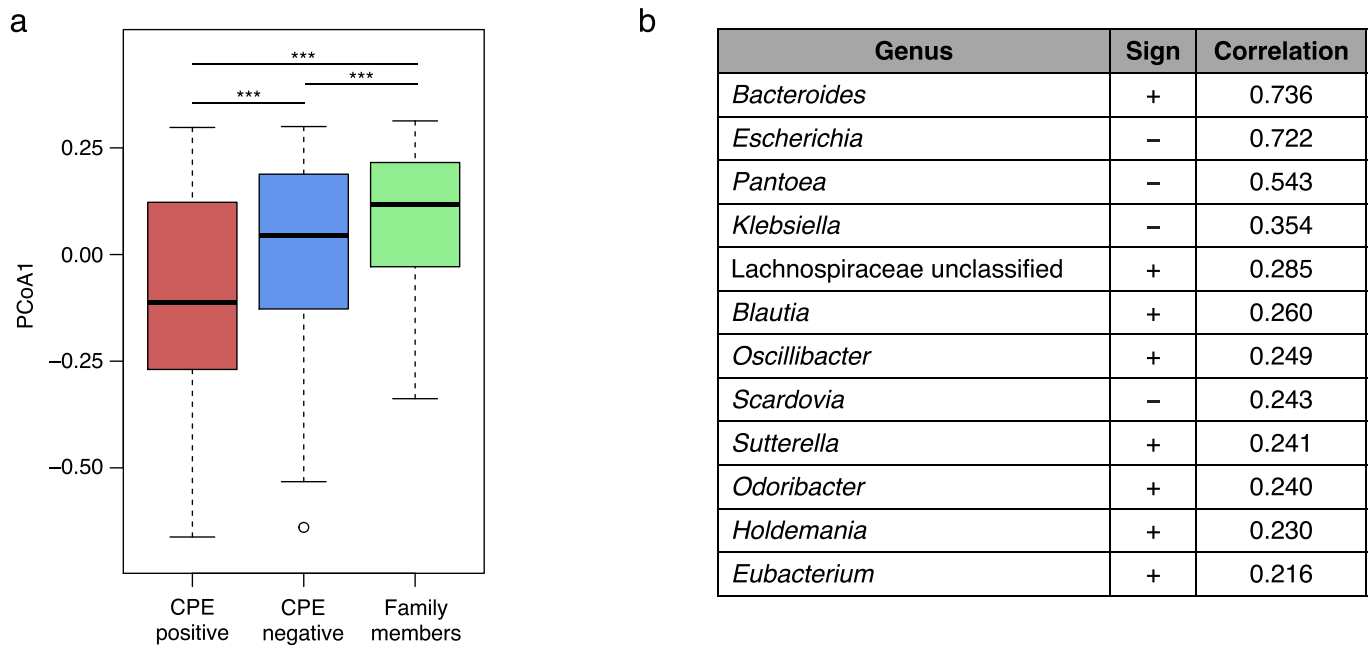 a
***
***
***
0.25
0.00
−0.25
−0.50
PCoA1
CPE
positive
CPE
negative
Family
members
b
Genus Sign Correlation
Bacteroides + 0.736
Escherichia − 0.722
Pantoea − 0.543
Klebsiella − 0.354
Lachnospiraceae unclassified + 0.285
Blautia + 0.260
Oscillibacter + 0.249
Scardovia − 0.243
Sutterella + 0.241
Odoribacter + 0.240
Holdemania + 0.230
Eubacterium + 0.216